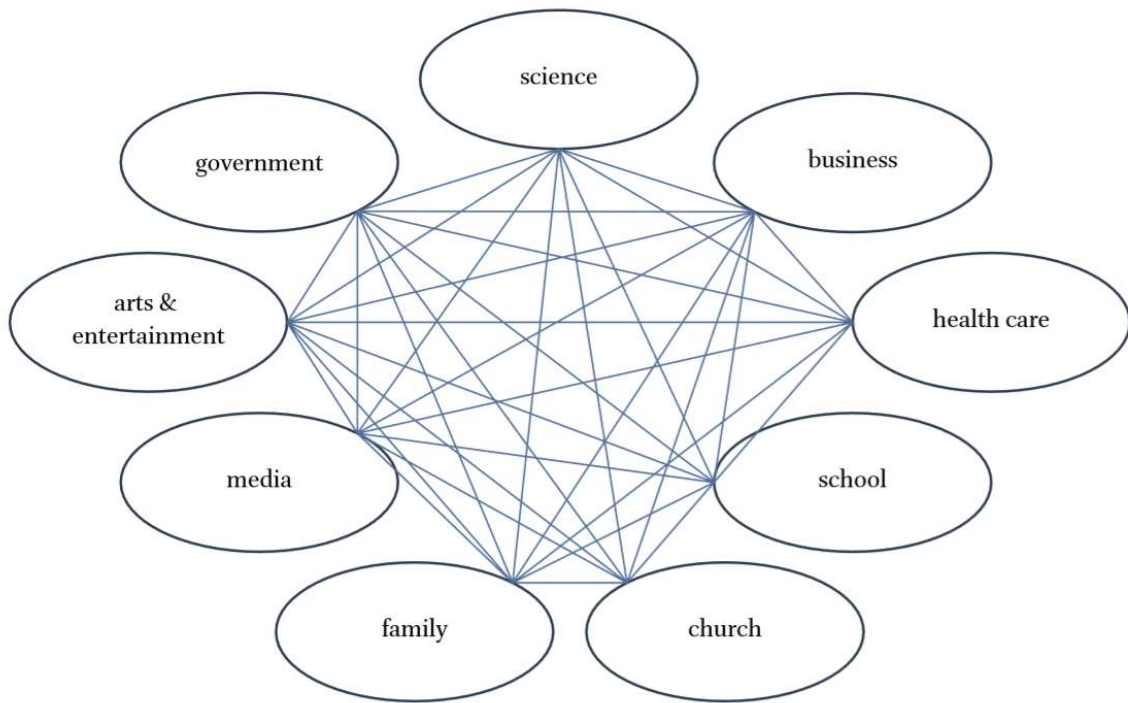 science
government
business
arts &
entertainment
health care
media
school
family
church